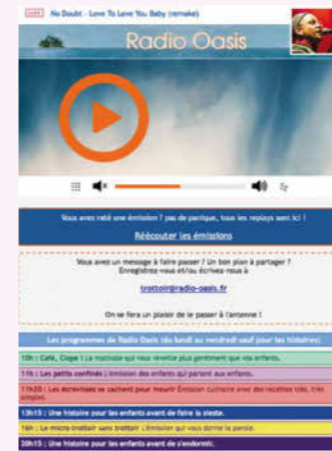 No Doubt - Love To Love You Baby (remake)
Radio Oasis
Vous avez raté une émission ? pas de panique, tous les replays sont ici !
Réécouter les émissions
Vous avez un message à faire passer ? Un bon plan à partager ?
Enregistrez-vous et/ou écrivez-nous à
trottoir@radio-oasis.fr
On se fera un plaisir de le passer à l'antenne !
Les programmes de Radio Oasis (du lundi au vendredi sauf pour les histoires)
10h : Café, Clope ! La matinale qui vous réveille plus gentiment que vos enfants.
11h : Les petits confinés L'émission des enfants qui parlent aux enfants.
11h30 : Les écrevisses se cachent pour mourir Emission culinaire avec des recettes très, très
simples.
13h15 : Une histoire pour les enfants avant de faire la sieste.
16h : Le micro-trottoir sans trottoir L'émission qui vous donne la parole.
20h15 : Une histoire pour les enfants avant de s'endormir.